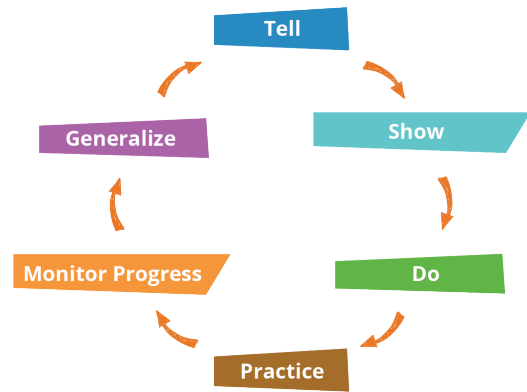 Tell
Show
Do
Practice
Monitor Progress
Generalize